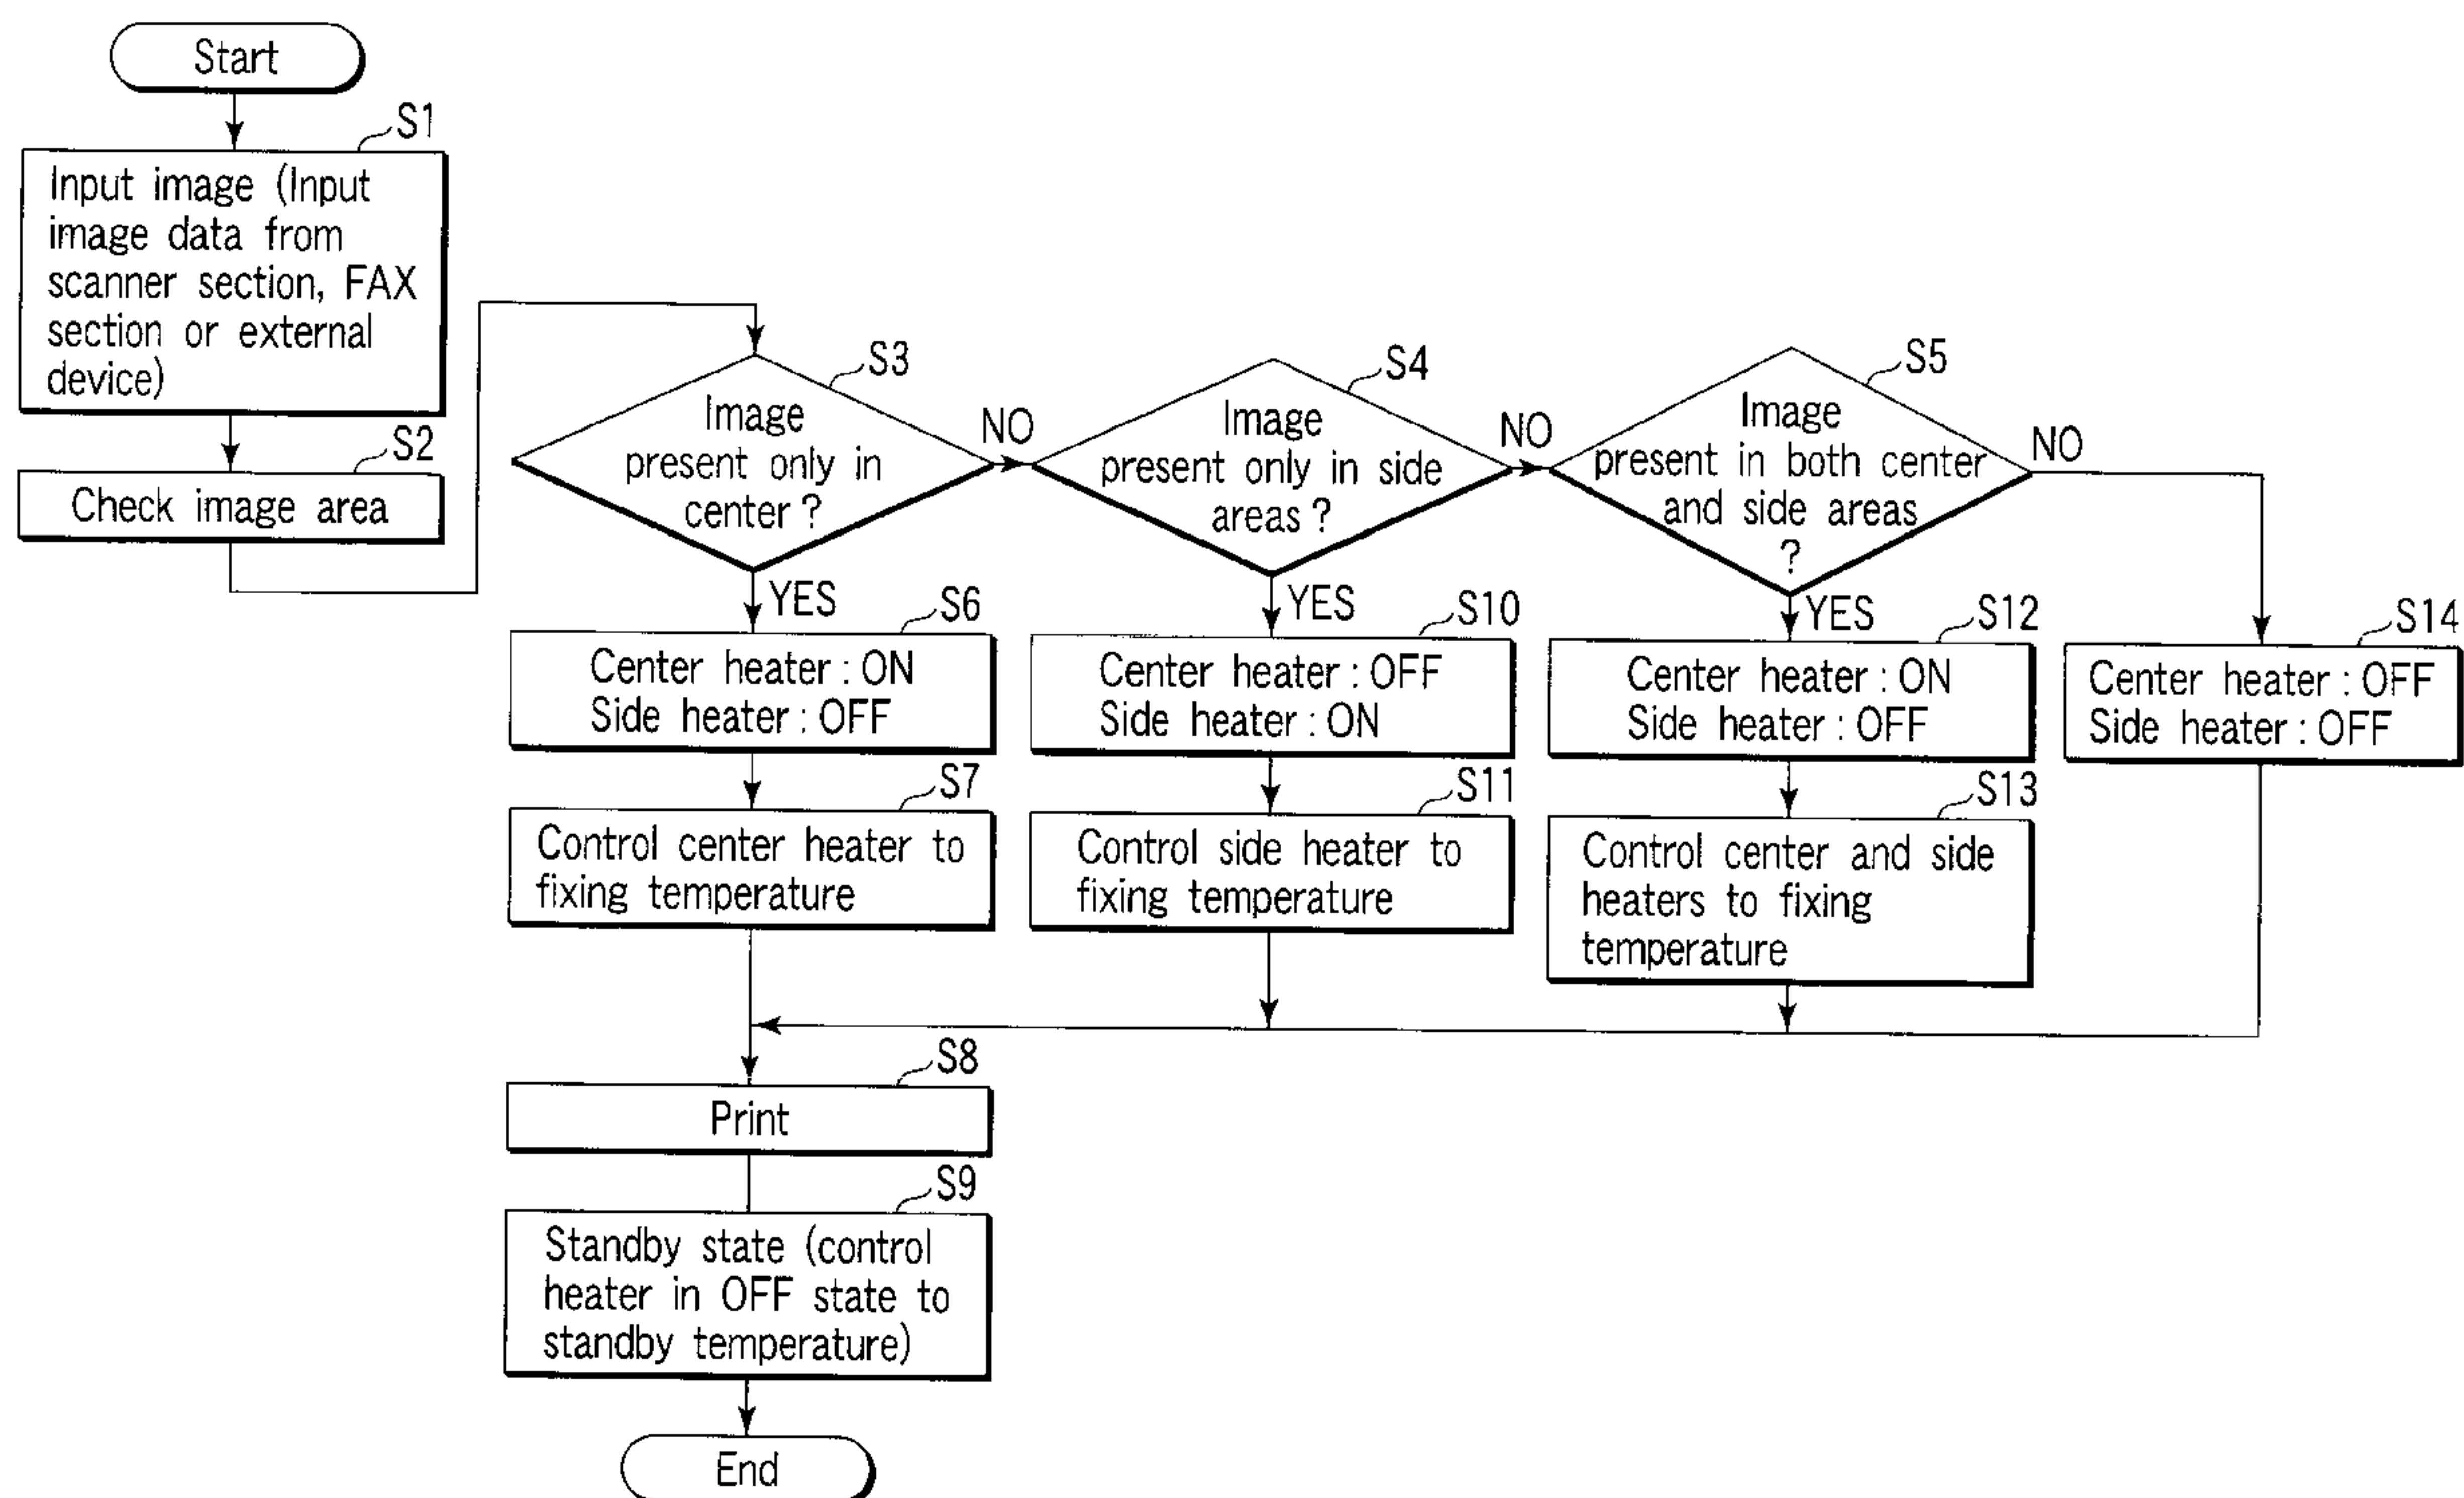 Start
S1
Input image (Input
image data from
scanner section, FAX
section or external
device)
S2
Check image area
S3
Image
present only in
center ?
NO
YES
S4
Image
present only in side
areas ?
NO
YES
S5
Image
present in both center
and side areas
?
NO
YES
S6
Center heater : ON
Side heater : OFF
S7
Control center heater to
fixing temperature
S10
Center heater : OFF
Side heater : ON
S11
Control side heater to
fixing temperature
S12
Center heater : ON
Side heater : OFF
S13
Control center and side
heaters to fixing
temperature
S14
Center heater : OFF
Side heater : OFF
S8
Print
S9
Standby state (control
heater in OFF state to
standby temperature)
End